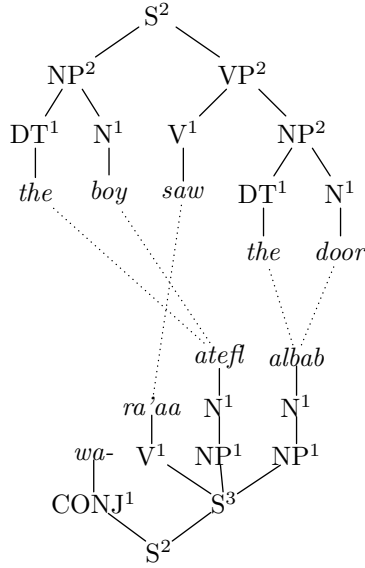 S²
NP² VP²
DT¹ N¹ V¹ NP²
the boy saw DT¹ N¹
the door
atefl albab
ra'aa N¹ N¹
wa- V¹ NP¹ NP¹
CONJ¹ S³
S²